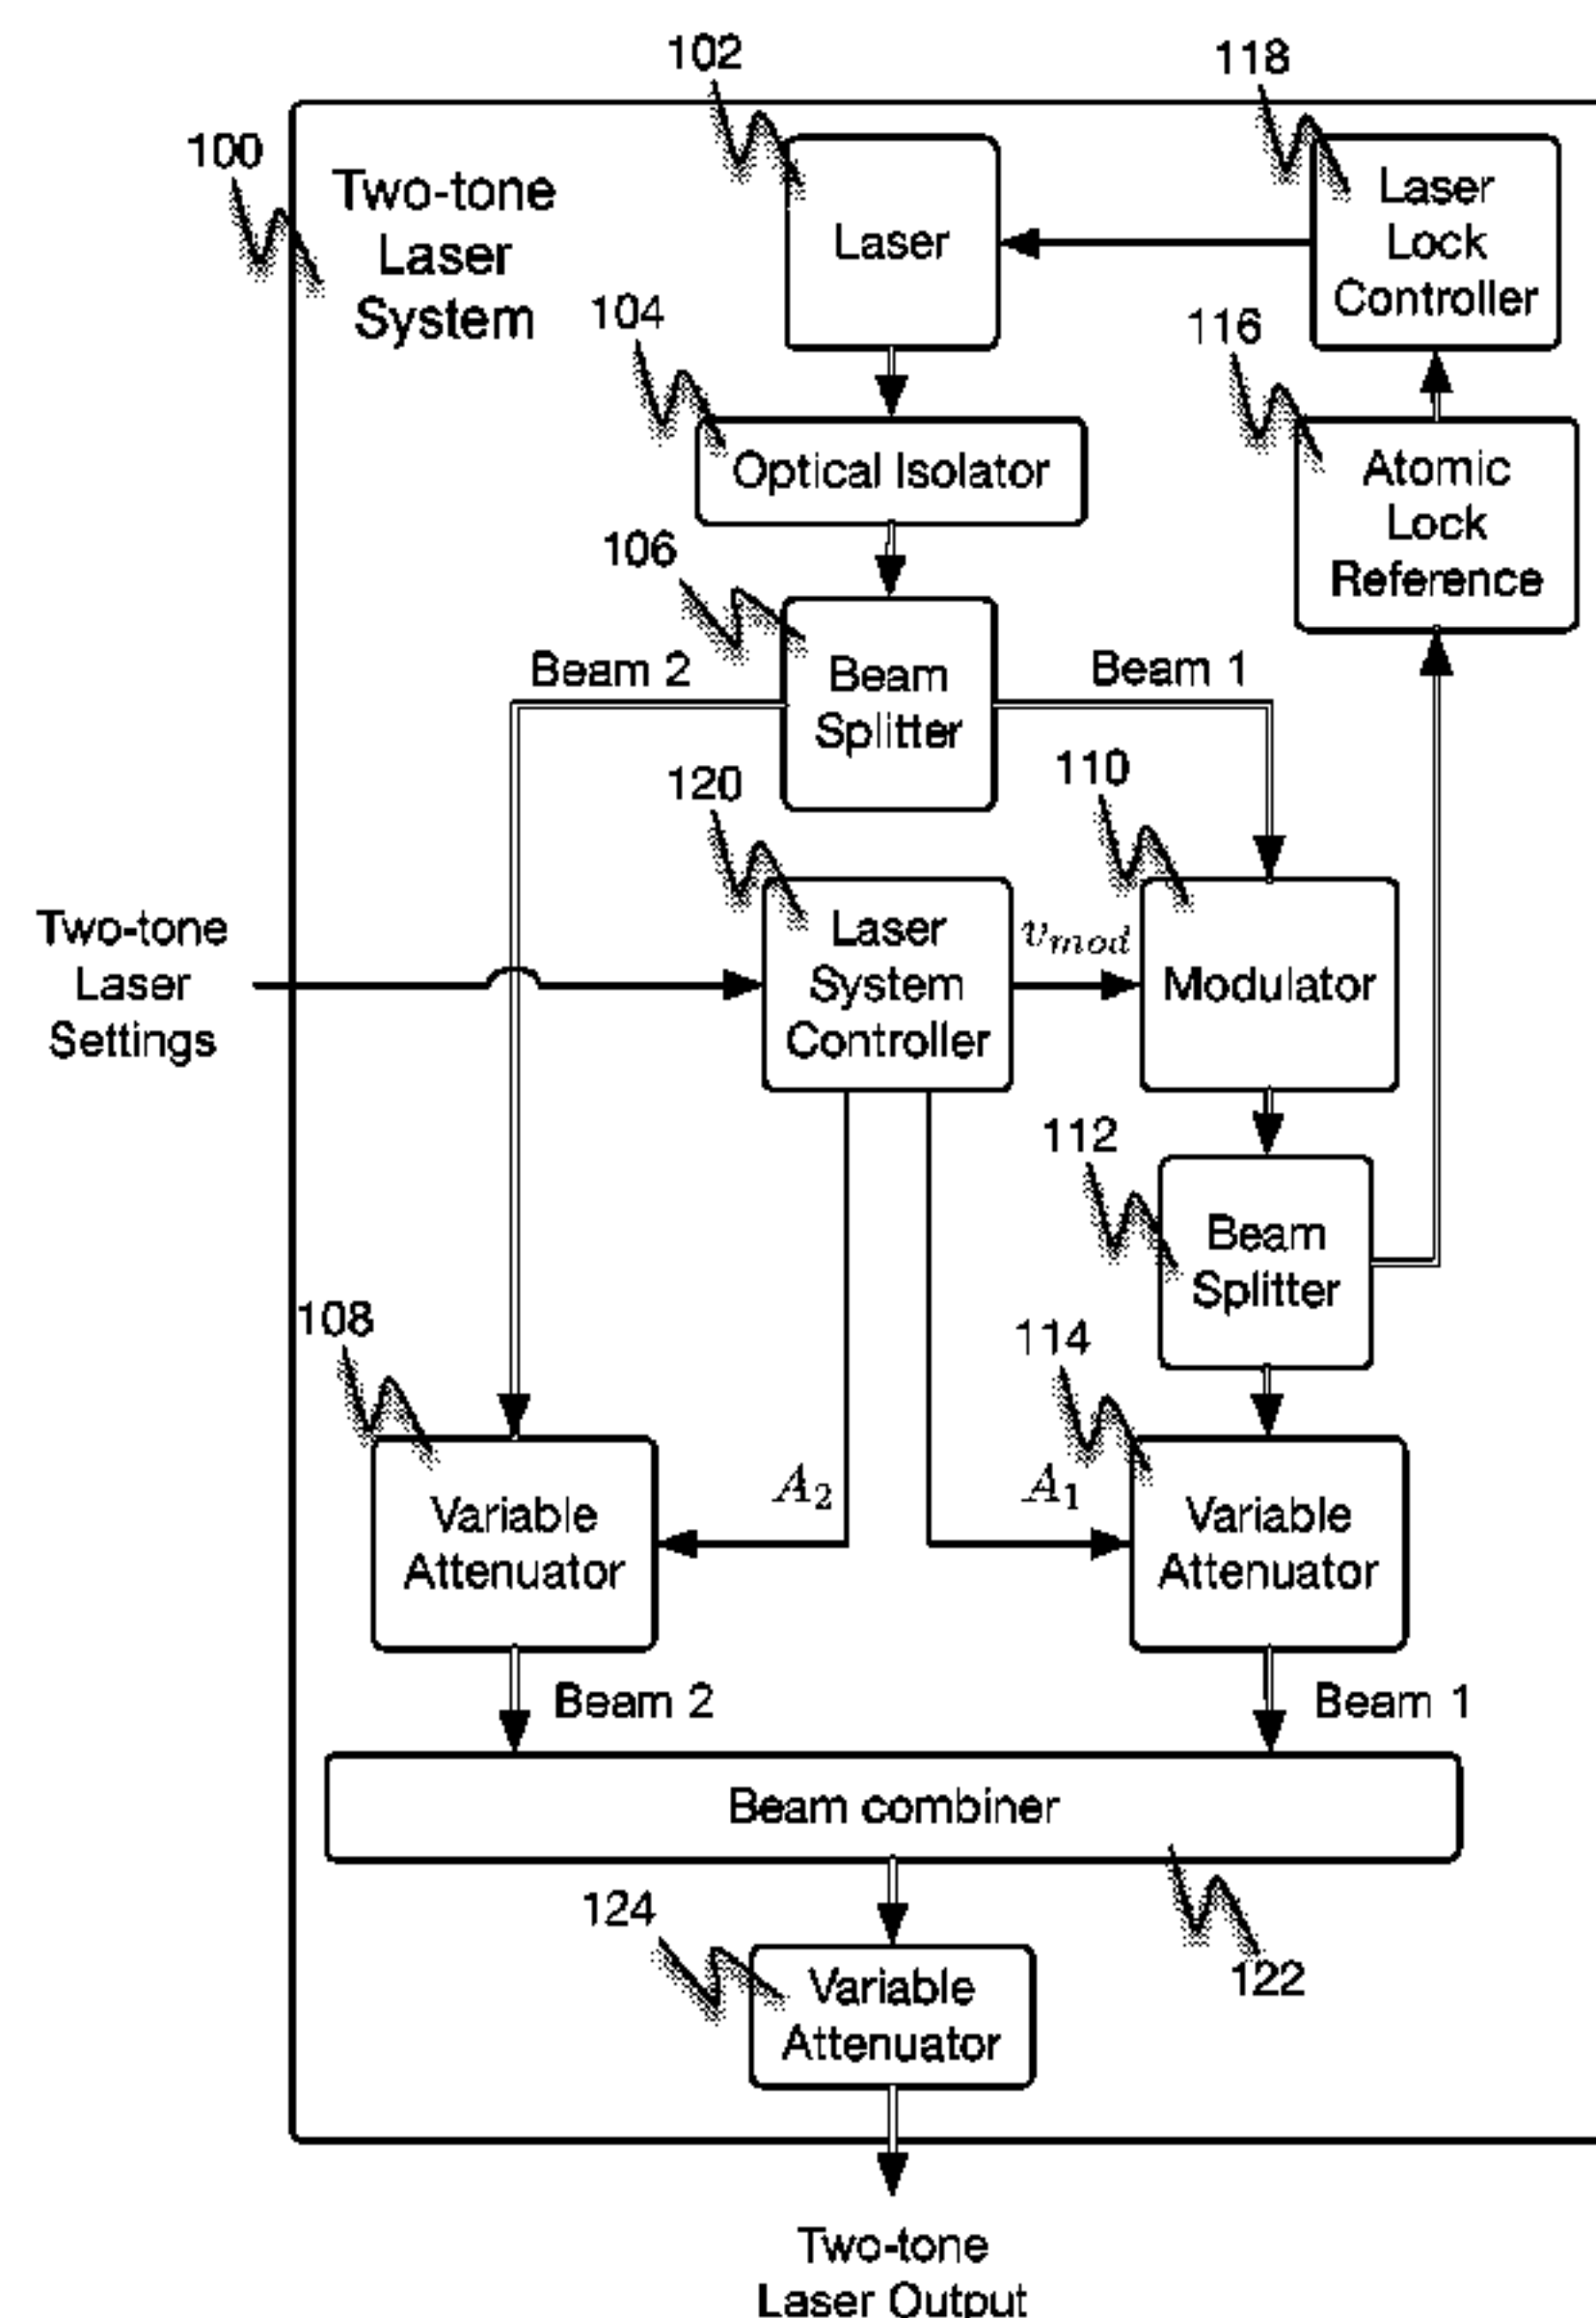 102
118
100
Two-tone
Laser
System
Laser
Laser
Lock
Controller
104
116
Optical Isolator
Atomic
Lock
Reference
106
Beam 2
Beam
Splitter
Beam 1
120
110
Two-tone
Laser
Settings
Laser
System
Controller
v_mod
Modulator
112
Beam
Splitter
108
114
Variable
Attenuator
A_2
A_1
Variable
Attenuator
Beam 2
Beam 1
Beam combiner
124
122
Variable
Attenuator
Two-tone
Laser Output